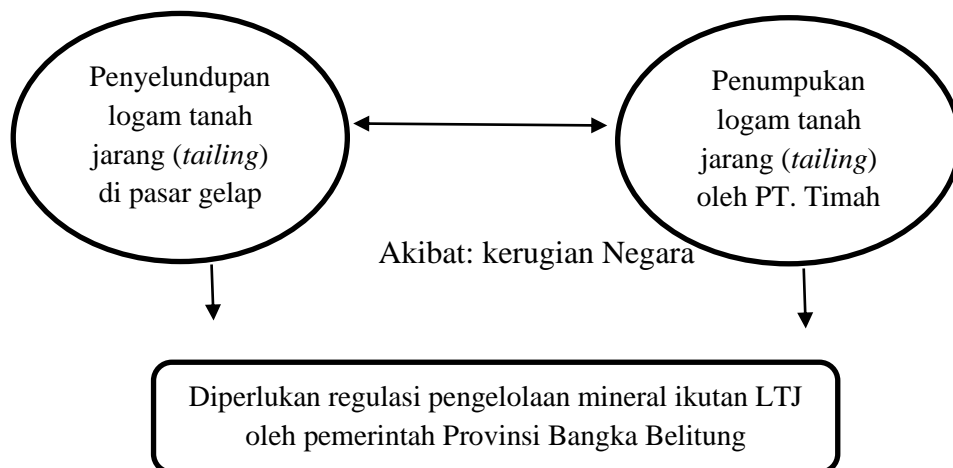 Penyelundupan
logam tanah
jarang (tailing)
di pasar gelap
Penumpukan
logam tanah
jarang (tailing)
oleh PT. Timah
Akibat: kerugian Negara
Diperlukan regulasi pengelolaan mineral ikutan LTJ
oleh pemerintah Provinsi Bangka Belitung